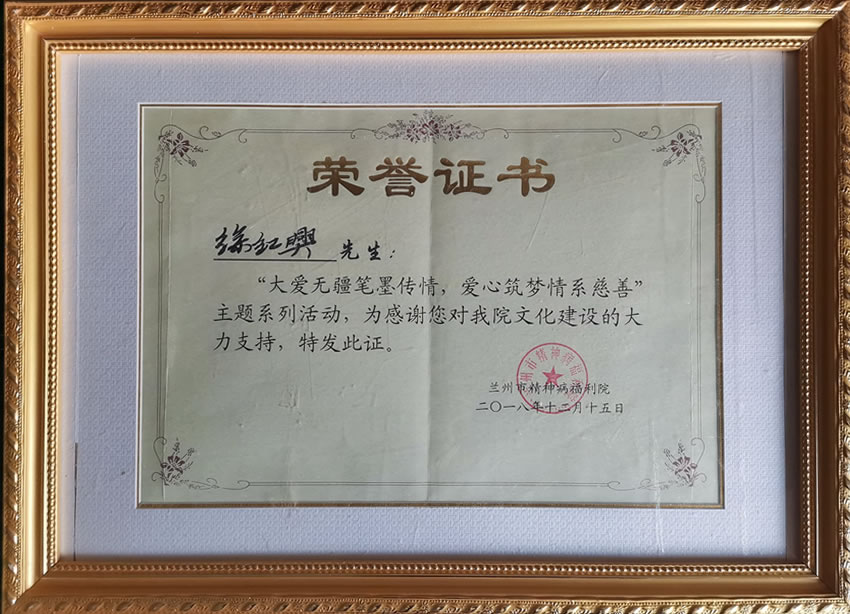 荣誉证书
徐红興 先生：
“大爱无疆笔墨传情，爱心筑梦情系慈善”
主题系列活动，为感谢您对我院文化建设的大
力支持，特发此证。
兰州市精神病福利院
二〇一八年十二月十五日